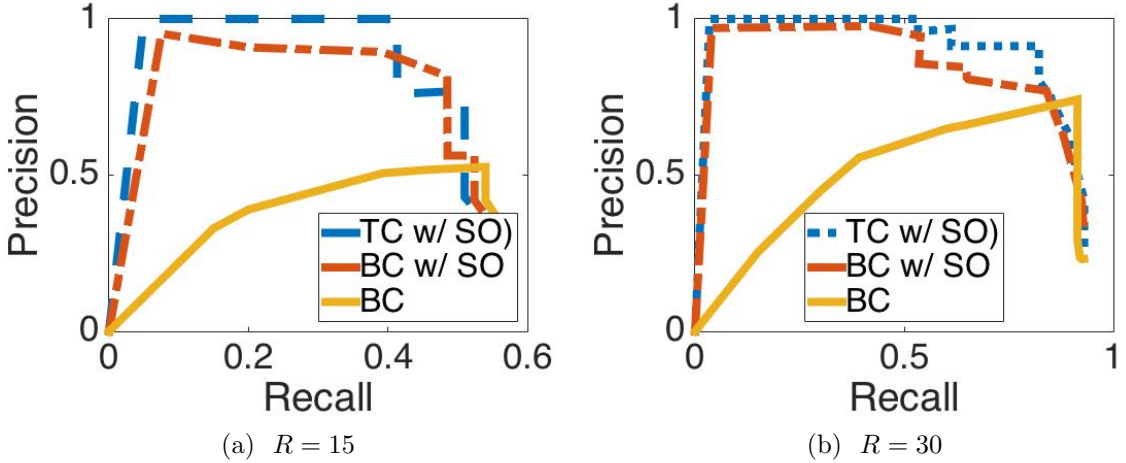 1
0.5
0
Precision
0
0.2
0.4
0.6
Recall
TC w/ SO)
BC w/ SO
BC
(a) R = 15
1
0.5
0
Precision
0
0.5
1
Recall
TC w/ SO)
BC w/ SO
BC
(b) R = 30